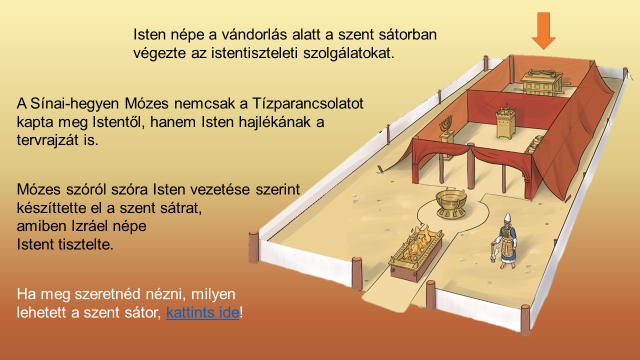 Isten népe a vándorlás alatt a szent sátorban
végezte az istentiszteleti szolgálatokat.
A Sínai-hegyen Mózes nemcsak a Tízparancsolatot
kapta meg Istentől, hanem Isten hajlékának a
tervrajzát is.
Mózes szóról szóra Isten vezetése szerint
készíttette el a szent sátrat,
amiben Izráel népe
Istent tisztelte.
Ha meg szeretnéd nézni, milyen
lehetett a szent sátor, kattints ide!